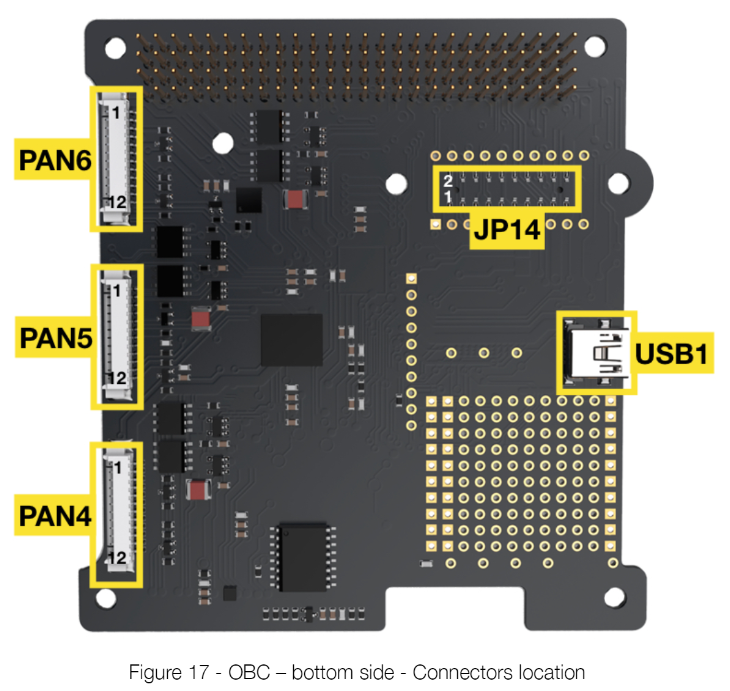 1
PAN6
12
2
1
JP14
1
PAN5
12
USB1
1
PAN4
12
Figure 17 - OBC – bottom side - Connectors location